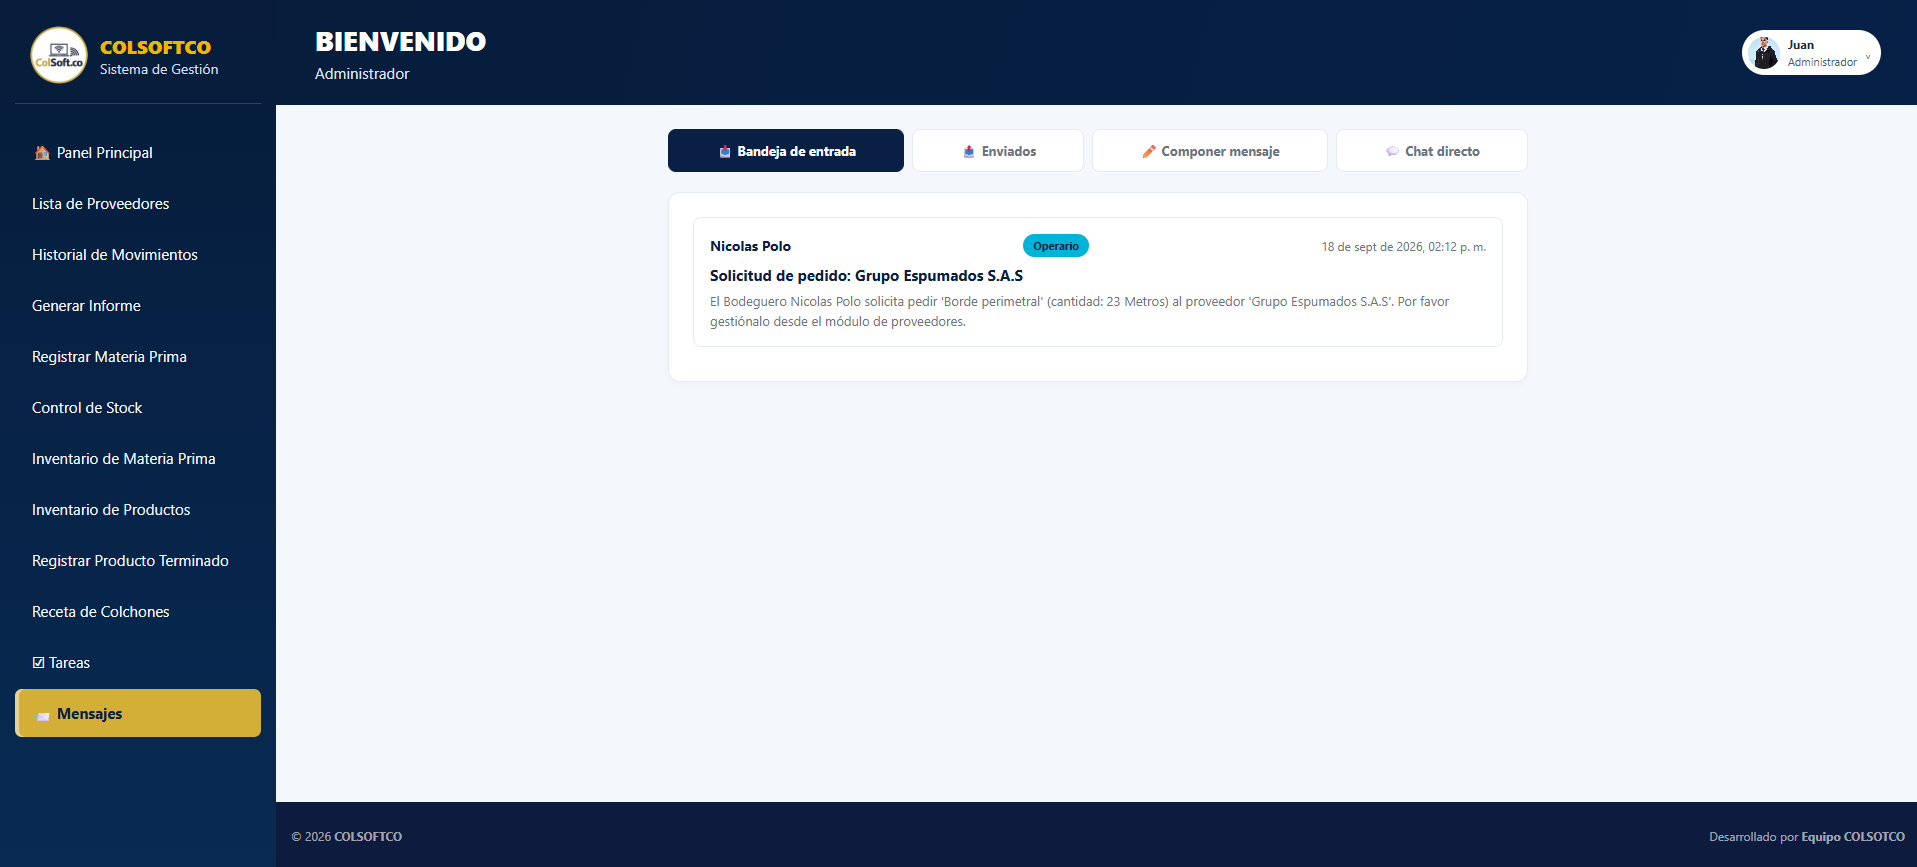 ColSoft.co
COLSOFTCO
Sistema de Gestión
BIENVENIDO
Administrador
Juan
Administrador
Panel Principal
Lista de Proveedores
Historial de Movimientos
Generar Informe
Registrar Materia Prima
Control de Stock
Inventario de Materia Prima
Inventario de Productos
Registrar Producto Terminado
Receta de Colchones
Tareas
Mensajes
Bandeja de entrada
Enviados
Componer mensaje
Chat directo
Nicolas Polo
Operario
18 de sept de 2026, 02:12 p. m.
Solicitud de pedido: Grupo Espumados S.A.S
El Bodeguero Nicolas Polo solicita pedir 'Borde perimetral' (cantidad: 23 Metros) al proveedor 'Grupo Espumados S.A.S'. Por favor
gestiónalo desde el módulo de proveedores.
© 2026 COLSOFTCO
Desarrollado por Equipo COLSOTCO